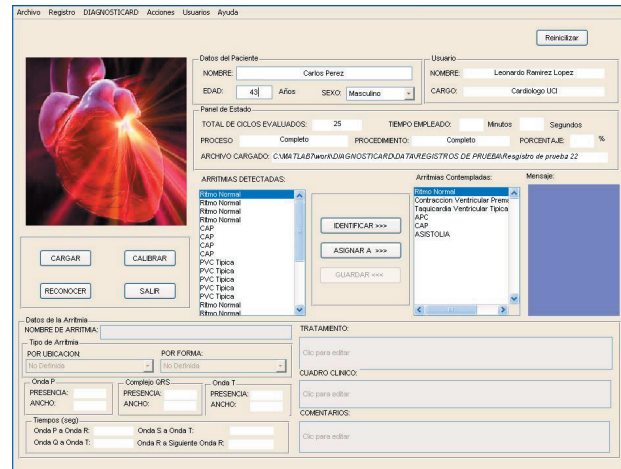 Archivo Registro DIAGNOSTICARD Acciones Usuarios Ayuda
Reinicilizar
Datos del Paciente
NOMBRE: Carlos Perez
EDAD: 43 Años SEXO: Masculino
Usuario
NOMBRE: Leonardo Ramirez Lopez
CARGO: Cardiologo UCI
Panel de Estado
TOTAL DE CICLOS EVALUADOS: 25 TIEMPO EMPLEADO: Minutos Segundos
PROCESO Completo PROCEDIMIENTO: Completo PORCENTAJE: %
ARCHIVO CARGADO: C:\MATLAB7\work\DIAGNOSTICARD\DATA\REGISTROS DE PRUEBA\Resgistro de prueba 22
ARRITMIAS DETECTADAS:
Ritmo Normal
Ritmo Normal
Ritmo Normal
Ritmo Normal
CAP
CAP
CAP
CAP
PVC Tipica
PVC Tipica
PVC Tipica
PVC Tipica
Ritmo Normal
Ritmo Normal
Ritmo Normal
IDENTIFICAR >>>
ASIGNAR A >>>
GUARDAR <<<
Arritmias Contempladas:
Ritmo Normal
Contraccion Ventricular Prema
Taquicardia Ventricular Tipica
APC
CAP
ASISTOLIA
Mensaje:
CARGAR CALIBRAR
RECONOCER SALIR
Datos de la Arritmia
NOMBRE DE ARRITMIA:
Tipo de Arritmia
POR UBICACION: POR FORMA:
No Definida No Definida
Onda P
PRESENCIA:
ANCHO:
Complejo QRS
PRESENCIA:
ANCHO:
Onda T
PRESENCIA:
ANCHO:
Tiempos (seg)
Onda P a Onda R: Onda S a Onda T:
Onda Q a Onda T: Onda R a Siguiente Onda R:
TRATAMIENTO:
Clic para editar
CUADRO CLINICO:
Clic para editar
COMENTARIOS:
Clic para editar